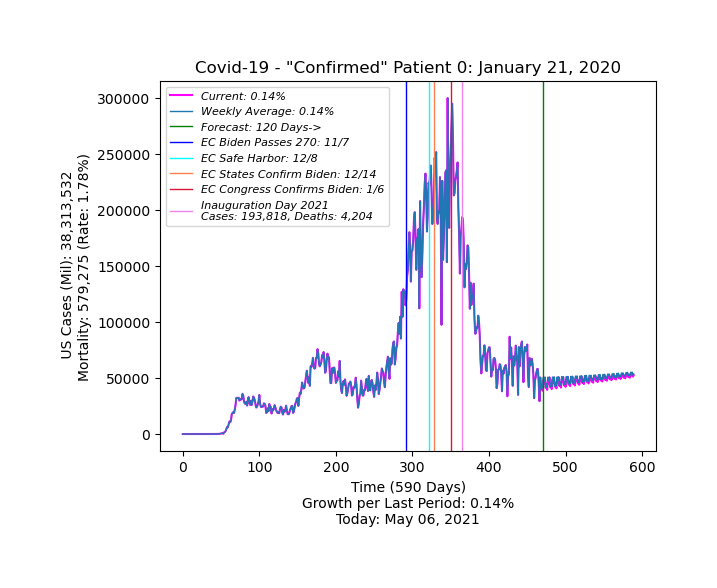 Covid-19 - "Confirmed" Patient 0: January 21, 2020
Current: 0.14%
Weekly Average: 0.14%
Forecast: 120 Days->
EC Biden Passes 270: 11/7
EC Safe Harbor: 12/8
EC States Confirm Biden: 12/14
EC Congress Confirms Biden: 1/6
Inauguration Day 2021
Cases: 193,818, Deaths: 4,204
US Cases (Mil): 38,313,532
Mortality: 579,275 (Rate: 1.78%)
300000
250000
200000
150000
100000
50000
0
0 100 200 300 400 500 600
Time (590 Days)
Growth per Last Period: 0.14%
Today: May 06, 2021